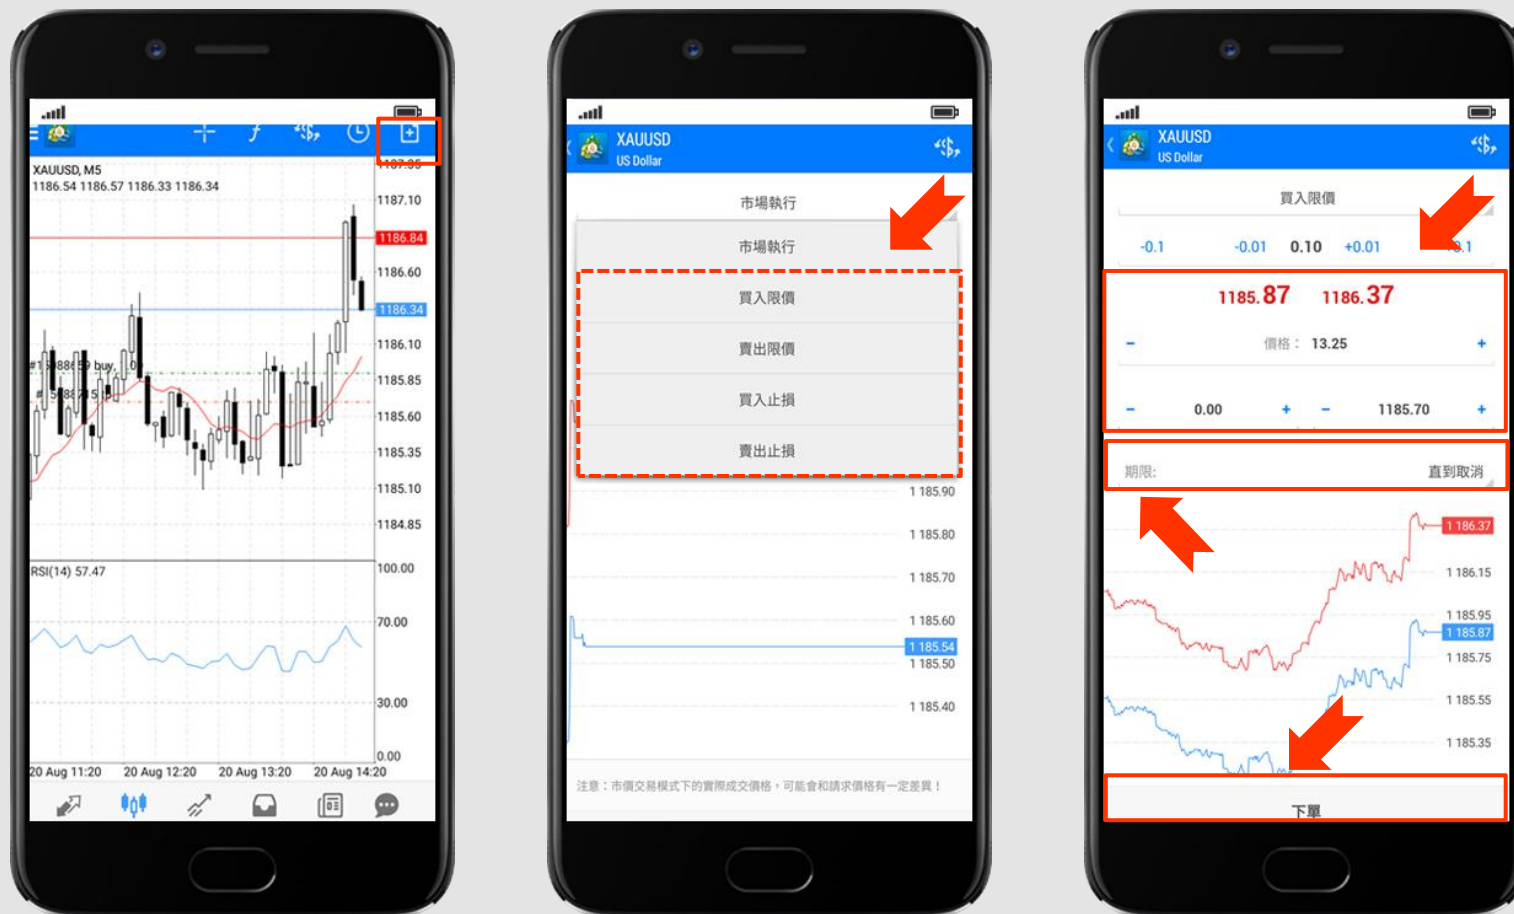 XAUUSD, M5
1186.54 1186.57 1186.33 1186.34
1187.35
1187.10
1186.84
1186.60
1186.34
1186.10
1185.85
1185.60
1185.35
1185.10
1184.85
buy,
RSI(14) 57.47
100.00
70.00
30.00
0.00
20 Aug 11:20 20 Aug 12:20 20 Aug 13:20 20 Aug 14:20
XAUUSD
US Dollar
市場執行
市場執行
買入限價
賣出限價
買入止損
賣出止損
1 185.90
1 185.80
1 185.70
1 185.60
1 185.54
1 185.50
1 185.40
注意：市價交易模式下的實際成交價格，可能會和請求價格有一定差異！
XAUUSD
US Dollar
買入限價
-0.1 -0.01 0.10 +0.01
1185.87 1186.37
- 價格： 13.25 +
- 0.00 + - 1185.70 +
期限: 直到取消
1 186.37
1 186.15
1 185.95
1 185.87
1 185.75
1 185.55
1 185.35
下單